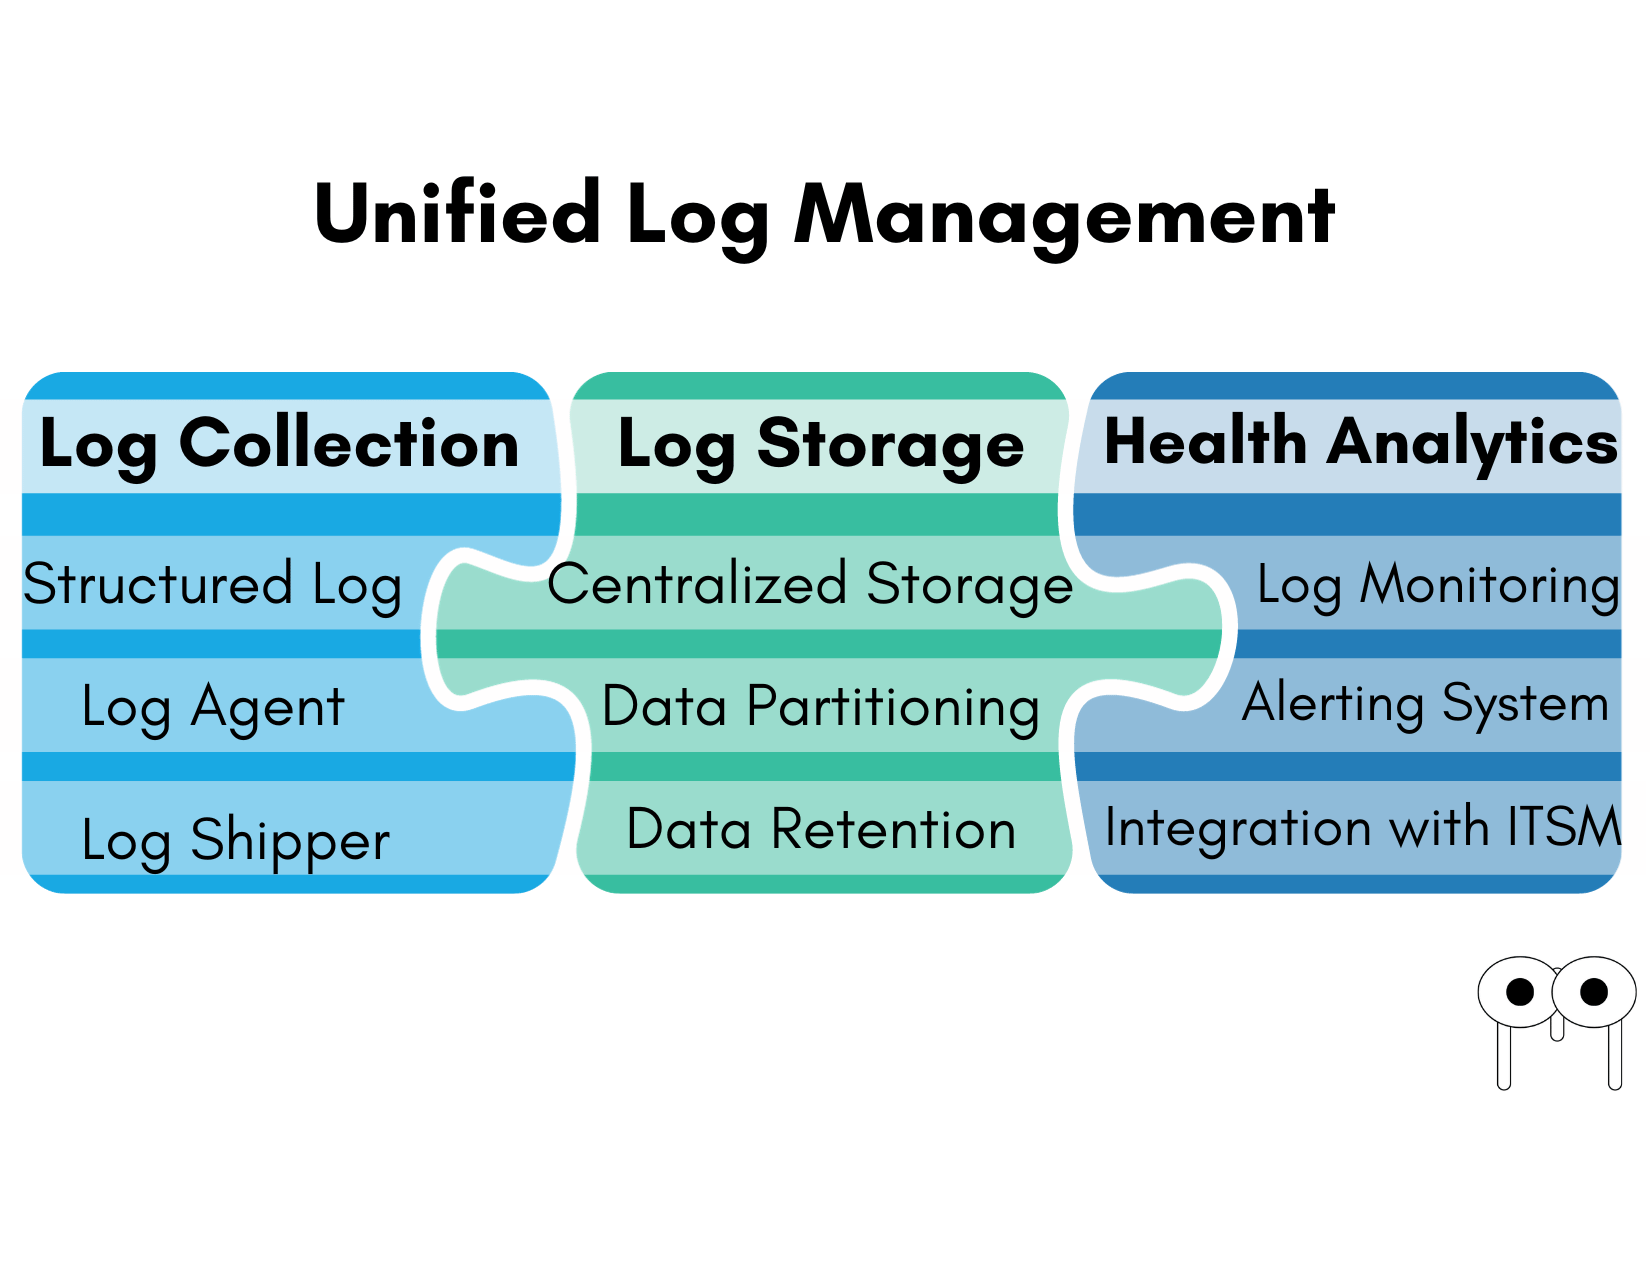 Unified Log Management
Log Collection
Structured Log
Log Agent
Log Shipper
Log Storage
Centralized Storage
Data Partitioning
Data Retention
Health Analytics
Log Monitoring
Alerting System
Integration with ITSM